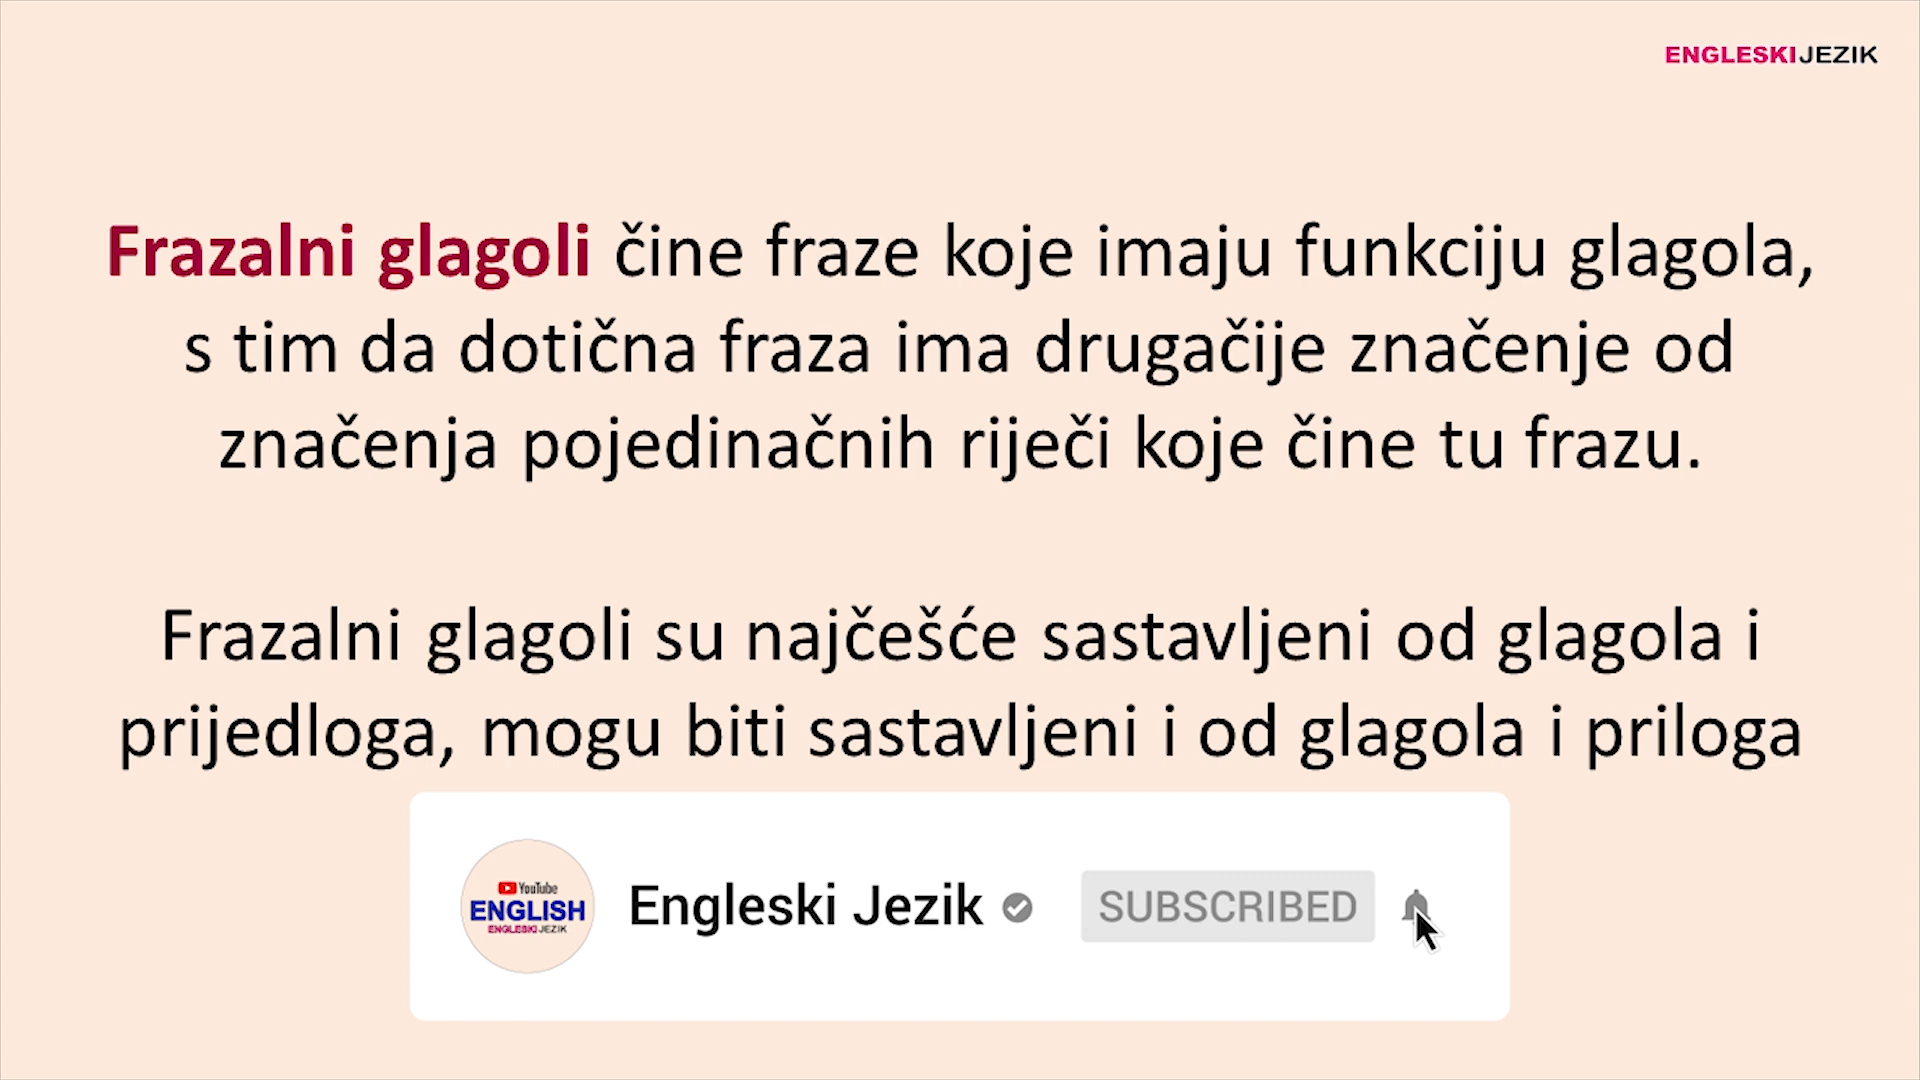 ENGLESKIJEZIK
Frazalni glagoli čine fraze koje imaju funkciju glagola,
s tim da dotična fraza ima drugačije značenje od
značenja pojedinačnih riječi koje čine tu frazu.
Frazalni glagoli su najčešće sastavljeni od glagola i
prijedloga, mogu biti sastavljeni i od glagola i priloga
YouTube
ENGLISH
ENGLESKIJEZIK
Engleski Jezik
SUBSCRIBED